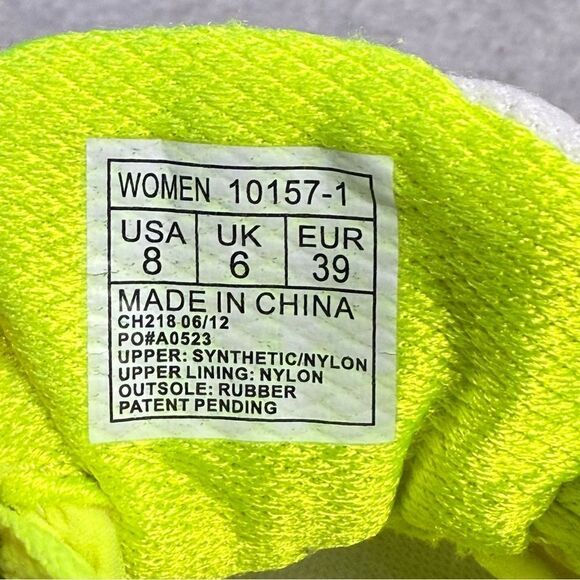 WOMEN 10157-1
USA UK EUR
8 6 39
MADE IN CHINA
CH218 06/12
PO#A0523
UPPER: SYNTHETIC/NYLON
UPPER LINING: NYLON
OUTSOLE: RUBBER
PATENT PENDING